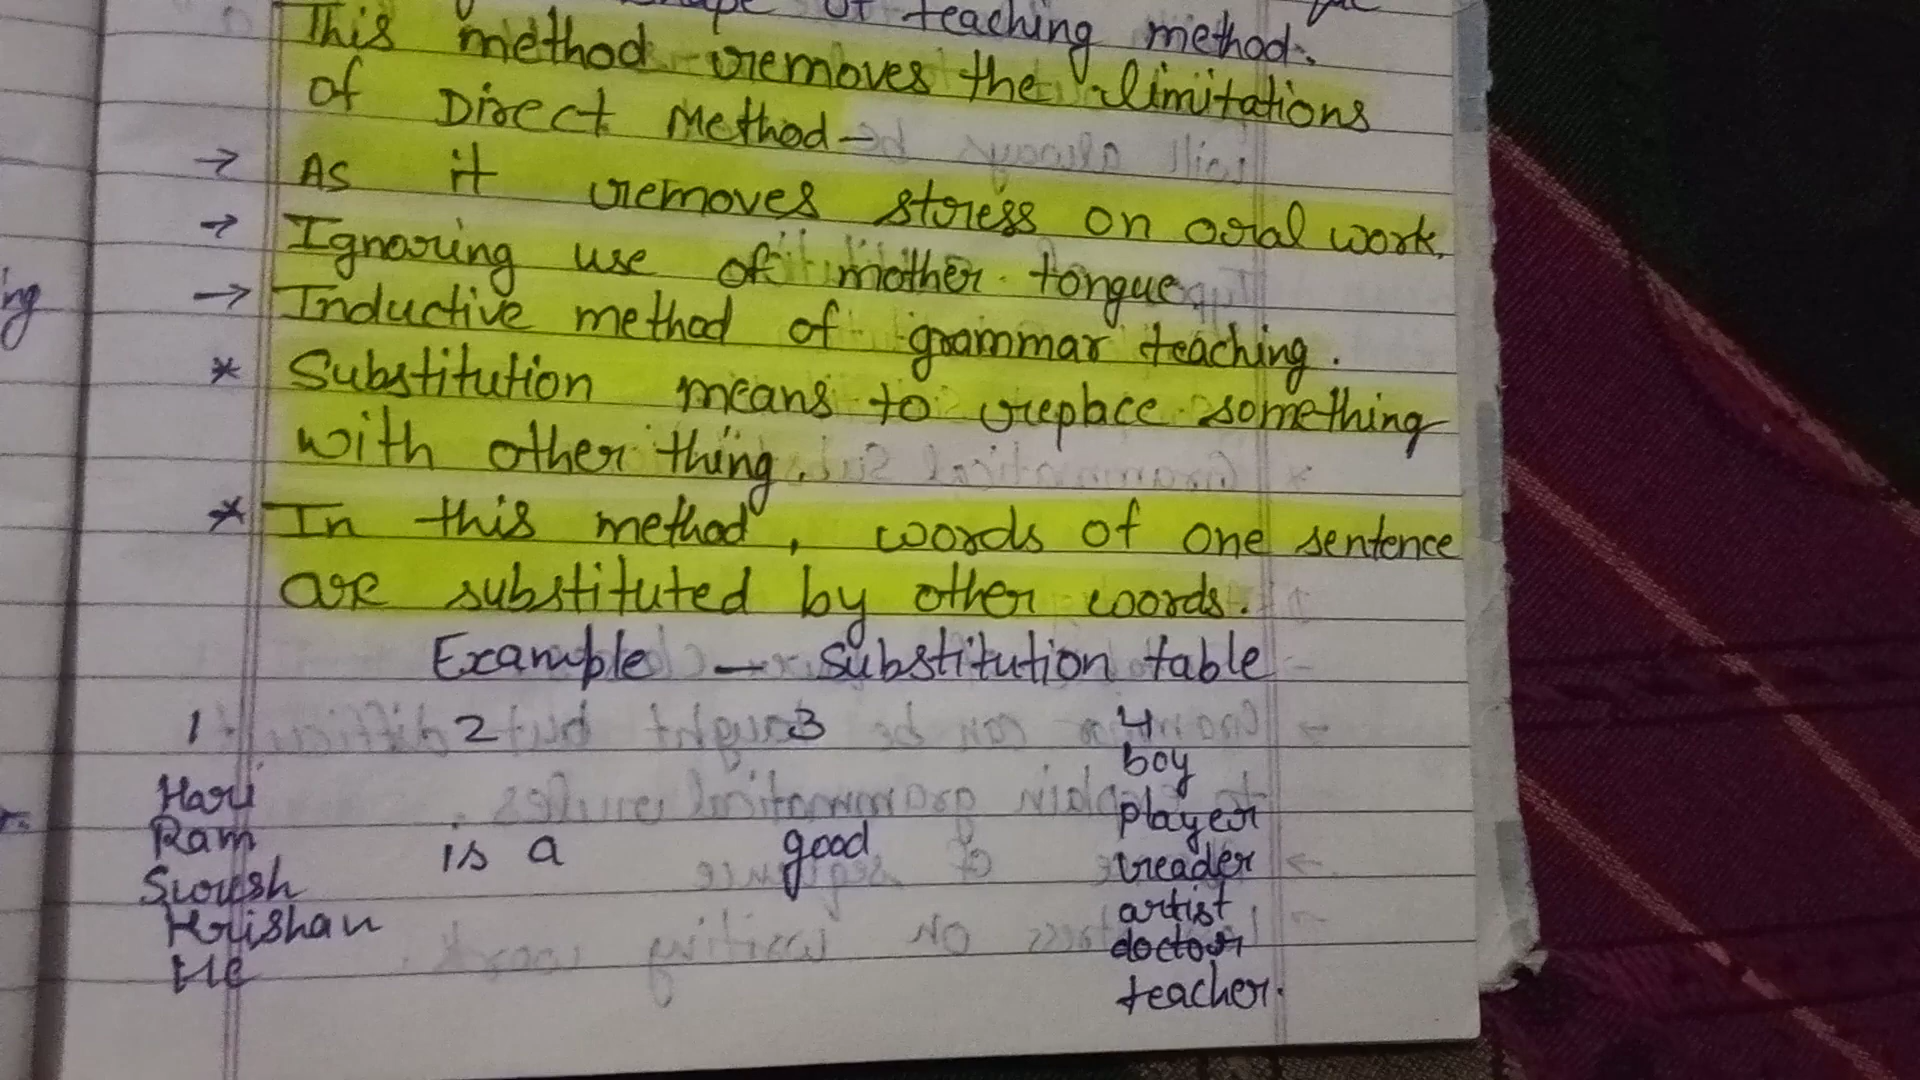 of teaching method.
This method removes the limitations
of Direct Method-
→ As it removes stress on oral work.
→ Ignoring use of mother tongue
→ Inductive method of grammar teaching.
* Substitution means to replace something
with other thing.
* In this method, words of one sentence
are substituted by other words.
Example - Substitution table
1 2 3 4
boy
Hari
player
Ram is a good
reader
Suresh
artist
Krishan
doctor
He
teacher.